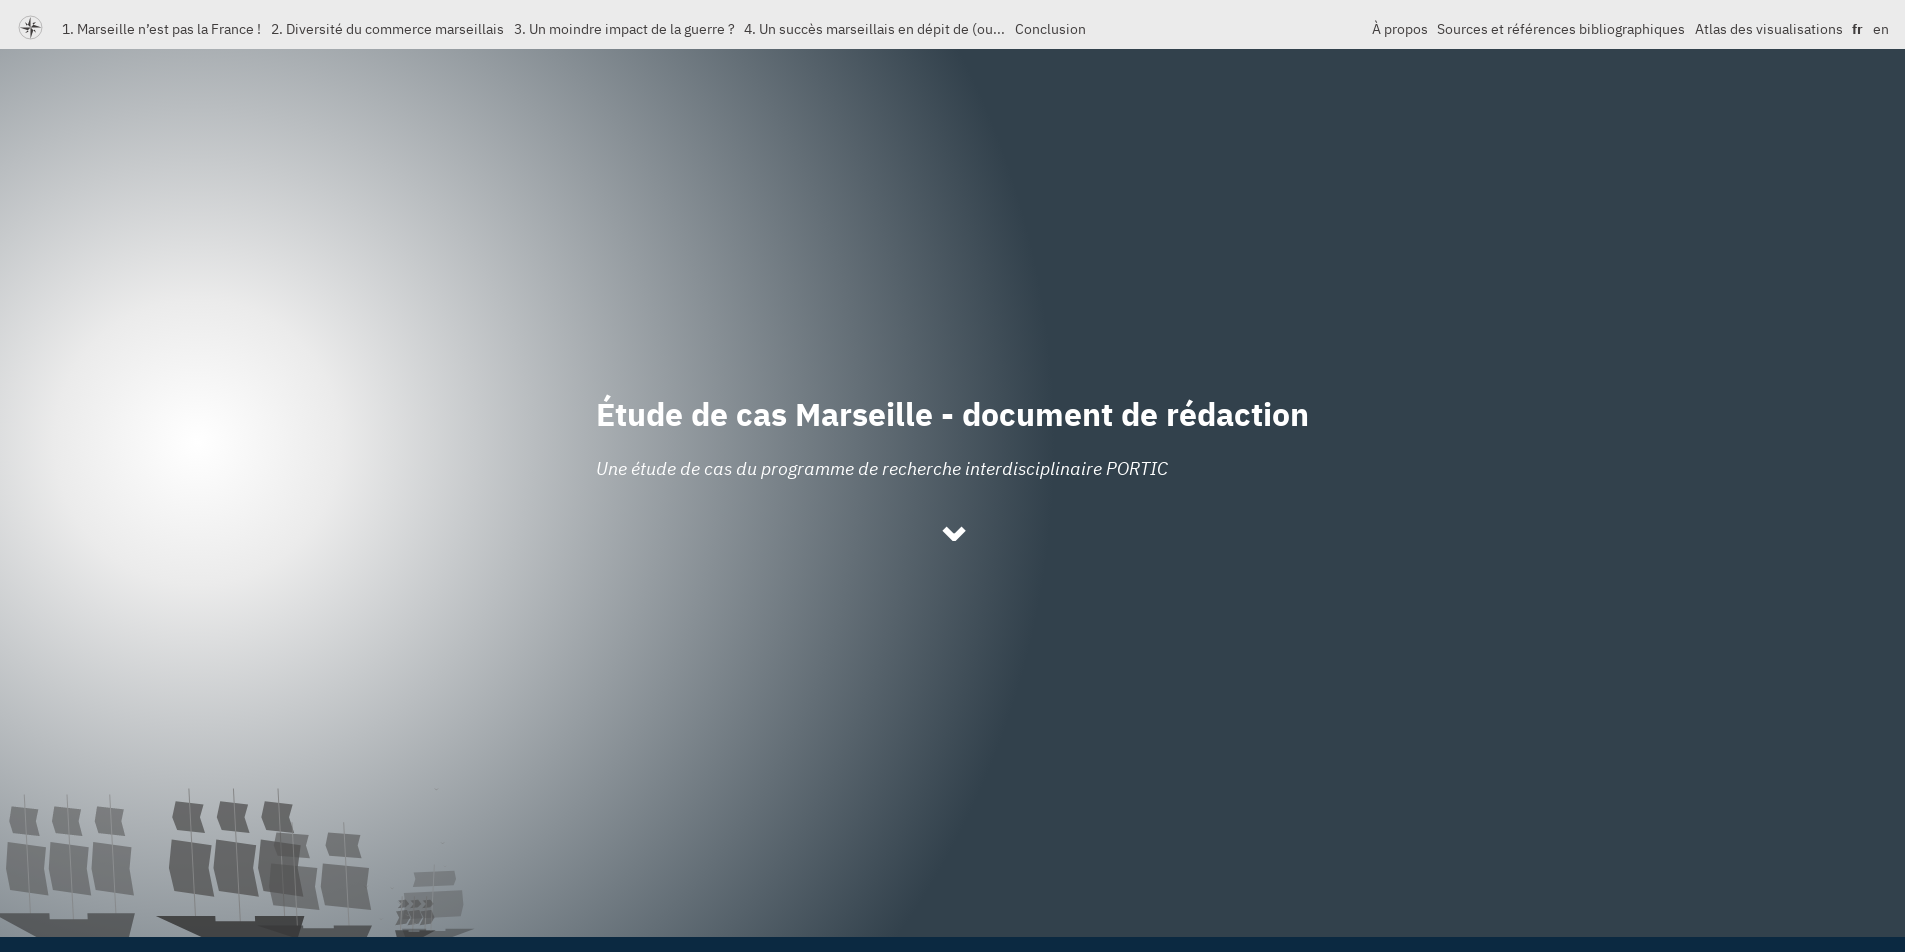 1. Marseille n’est pas la France ! 2. Diversité du commerce marseillais 3. Un moindre impact de la guerre ? 4. Un succès marseillais en dépit de (ou... Conclusion À propos Sources et références bibliographiques Atlas des visualisations fr en
Étude de cas Marseille - document de rédaction
Une étude de cas du programme de recherche interdisciplinaire PORTIC